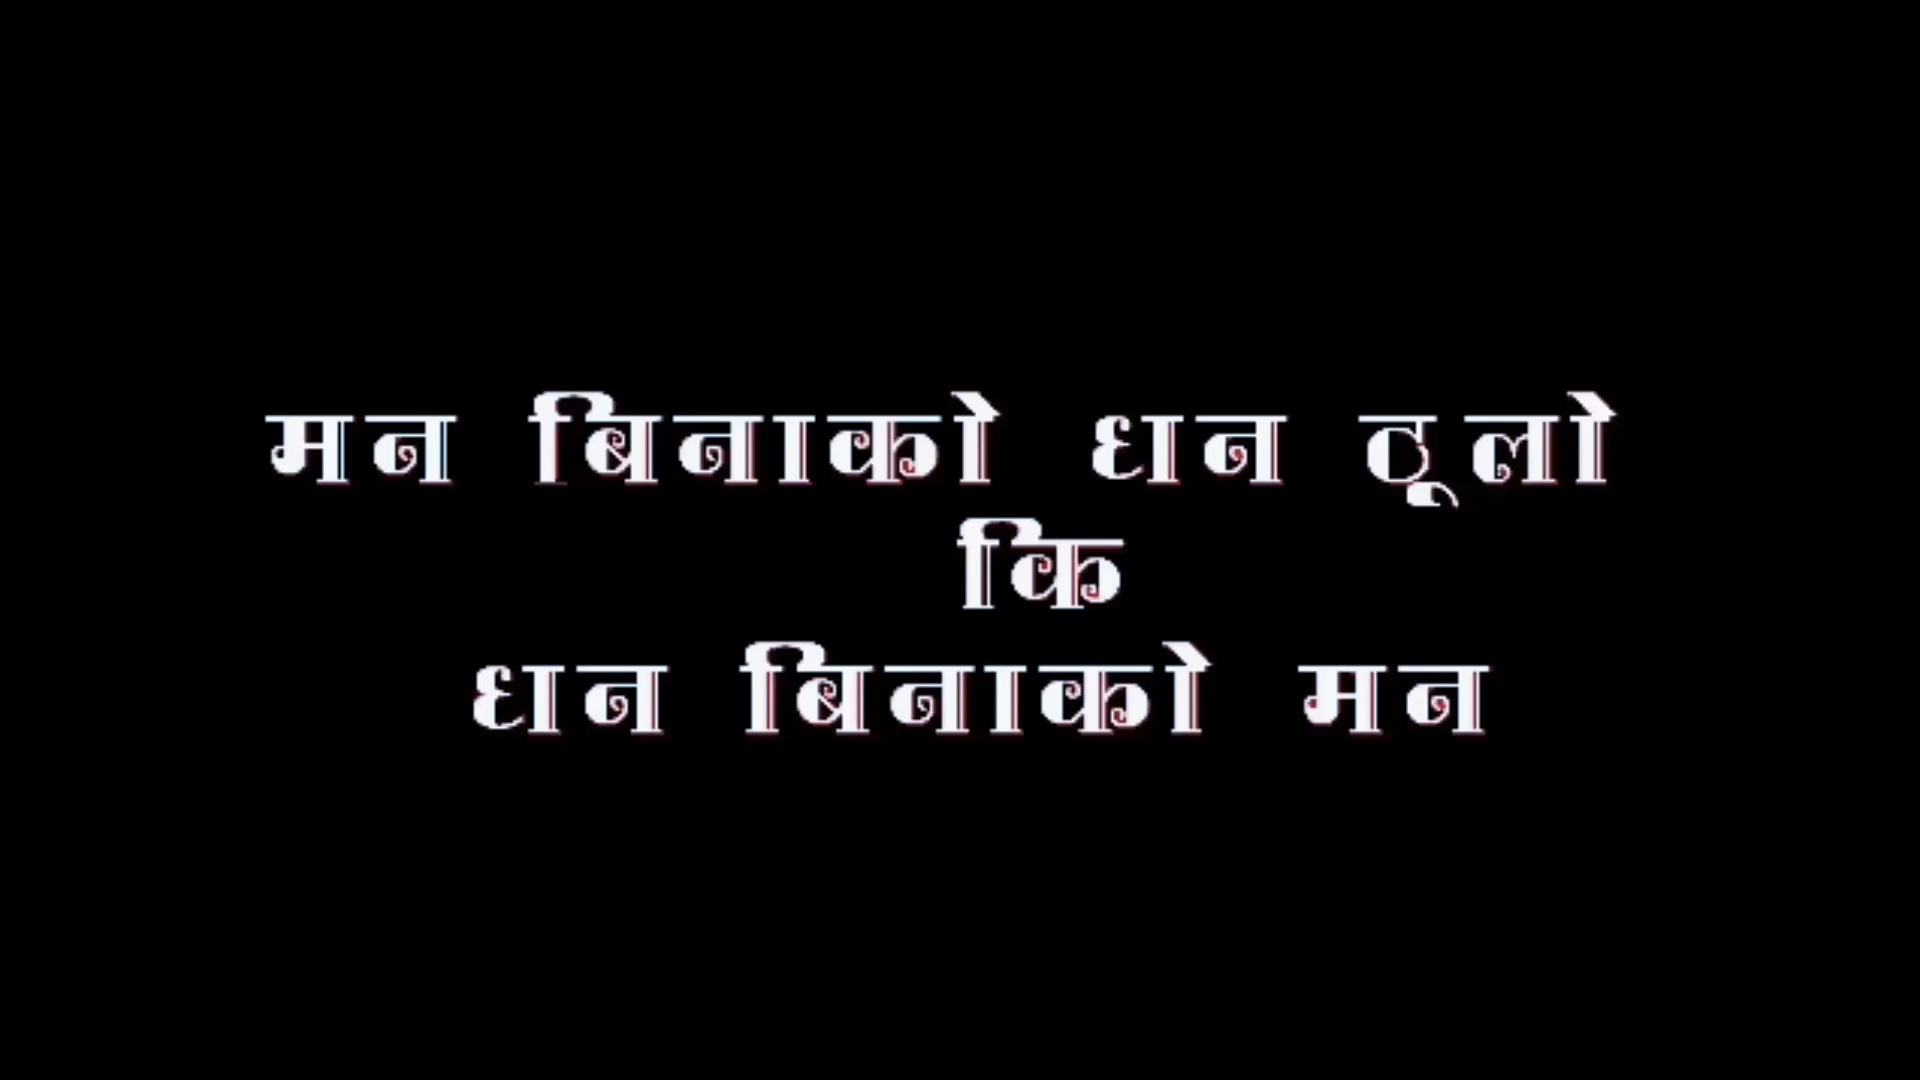 मन बिनाको धन ठूलो
कि
धन बिनाको मन